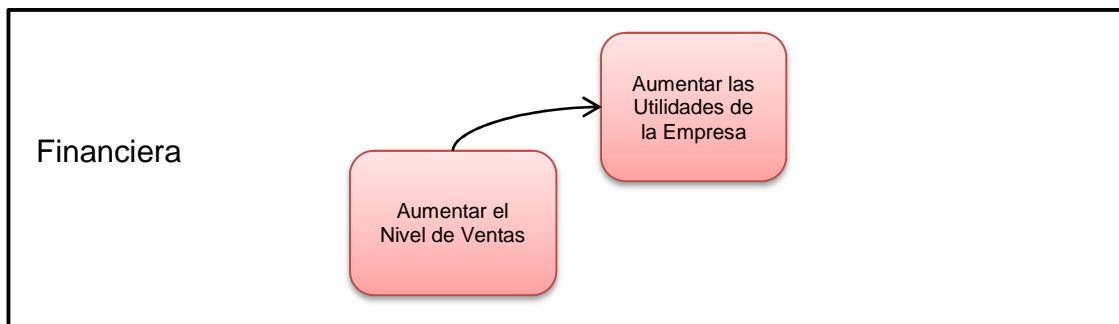 Financiera
Aumentar las
Utilidades de
la Empresa
Aumentar el
Nivel de Ventas